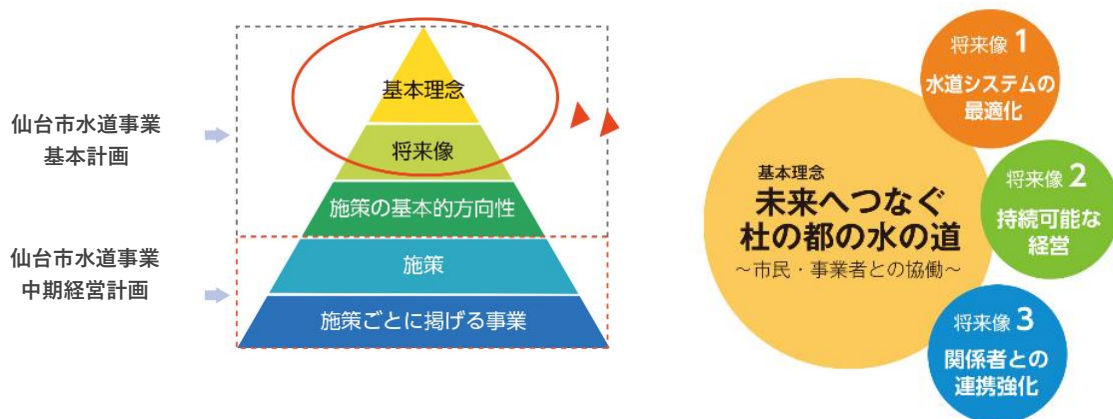 仙台市水道事業
基本計画
仙台市水道事業
中期経営計画
基本理念
将来像
施策の基本的方向性
施策
施策ごとに掲げる事業
基本理念
未来へつなぐ
杜の都の水の道
～市民・事業者との協働～
将来像 1
水道システムの
最適化
将来像 2
持続可能な
経営
将来像 3
関係者との
連携強化